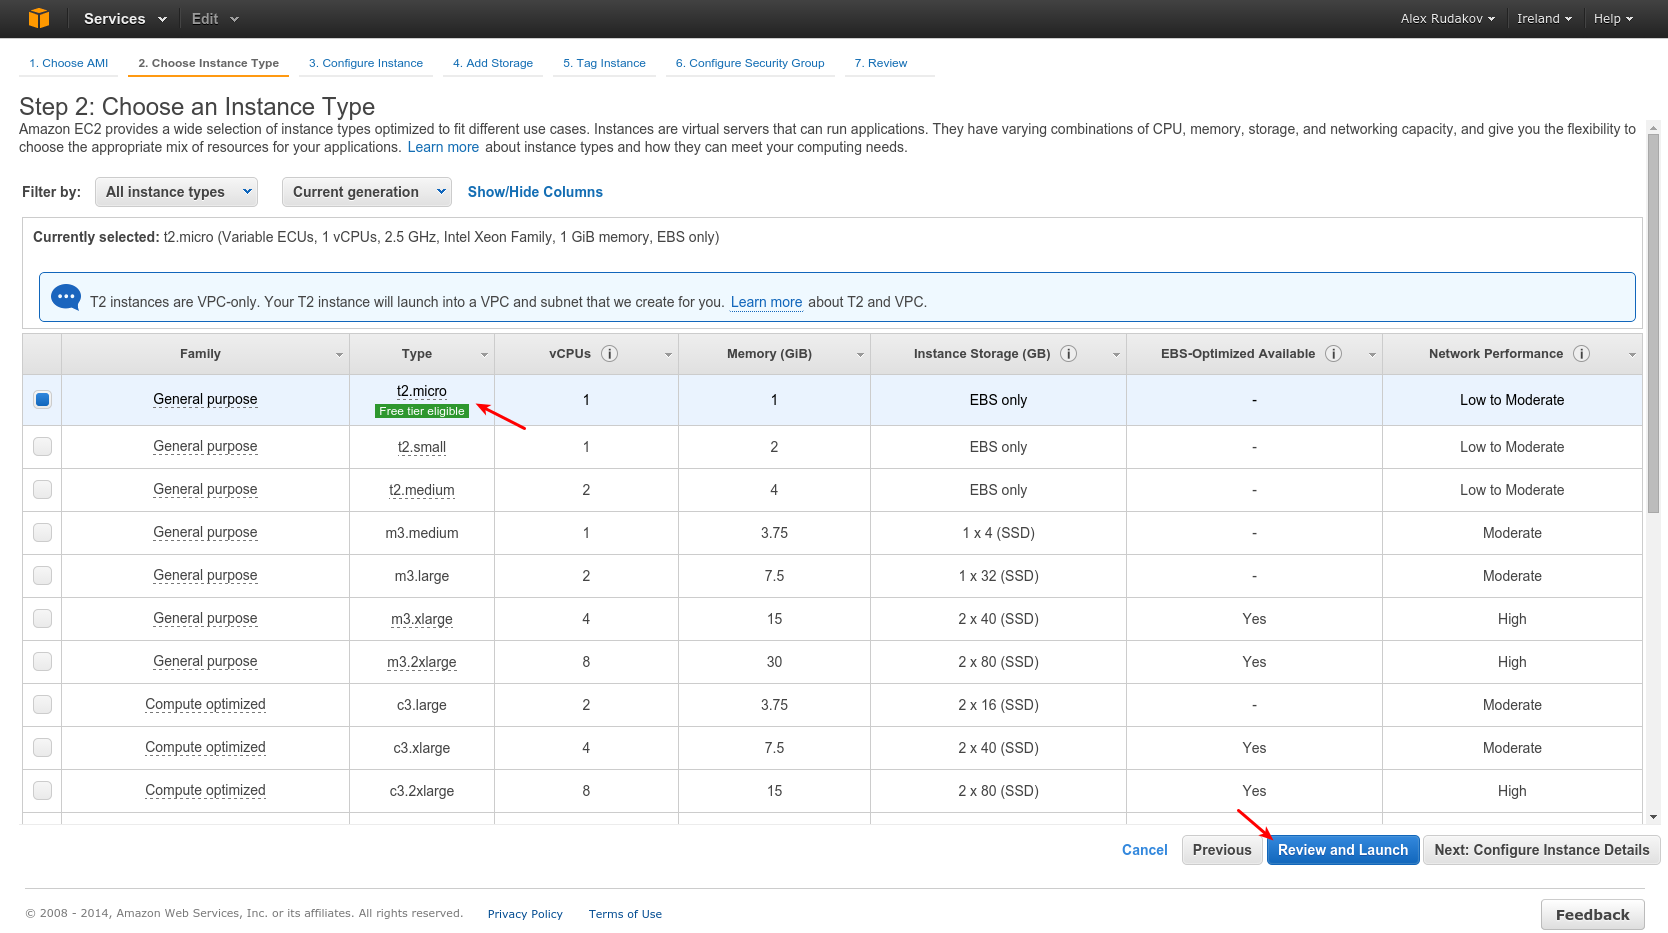 Services Edit Alex Rudakov Ireland Help
1. Choose AMI 2. Choose Instance Type 3. Configure Instance 4. Add Storage 5. Tag Instance 6. Configure Security Group 7. Review
Step 2: Choose an Instance Type
Amazon EC2 provides a wide selection of instance types optimized to fit different use cases. Instances are virtual servers that can run applications. They have varying combinations of CPU, memory, storage, and networking capacity, and give you the flexibility to
choose the appropriate mix of resources for your applications. Learn more about instance types and how they can meet your computing needs.
Filter by: All instance types Current generation Show/Hide Columns
Currently selected: t2.micro (Variable ECUs, 1 vCPUs, 2.5 GHz, Intel Xeon Family, 1 GiB memory, EBS only)
T2 instances are VPC-only. Your T2 instance will launch into a VPC and subnet that we create for you. Learn more about T2 and VPC.
Family Type vCPUs i Memory (GiB) Instance Storage (GB) i EBS-Optimized Available i Network Performance i
General purpose t2.micro 1 1 EBS only - Low to Moderate
Free tier eligible
General purpose t2.small 1 2 EBS only - Low to Moderate
General purpose t2.medium 2 4 EBS only - Low to Moderate
General purpose m3.medium 1 3.75 1 x 4 (SSD) - Moderate
General purpose m3.large 2 7.5 1 x 32 (SSD) - Moderate
General purpose m3.xlarge 4 15 2 x 40 (SSD) Yes High
General purpose m3.2xlarge 8 30 2 x 80 (SSD) Yes High
Compute optimized c3.large 2 3.75 2 x 16 (SSD) - Moderate
Compute optimized c3.xlarge 4 7.5 2 x 40 (SSD) Yes Moderate
Compute optimized c3.2xlarge 8 15 2 x 80 (SSD) Yes High
Cancel Previous Review and Launch Next: Configure Instance Details
© 2008 - 2014, Amazon Web Services, Inc. or its affiliates. All rights reserved. Privacy Policy Terms of Use Feedback